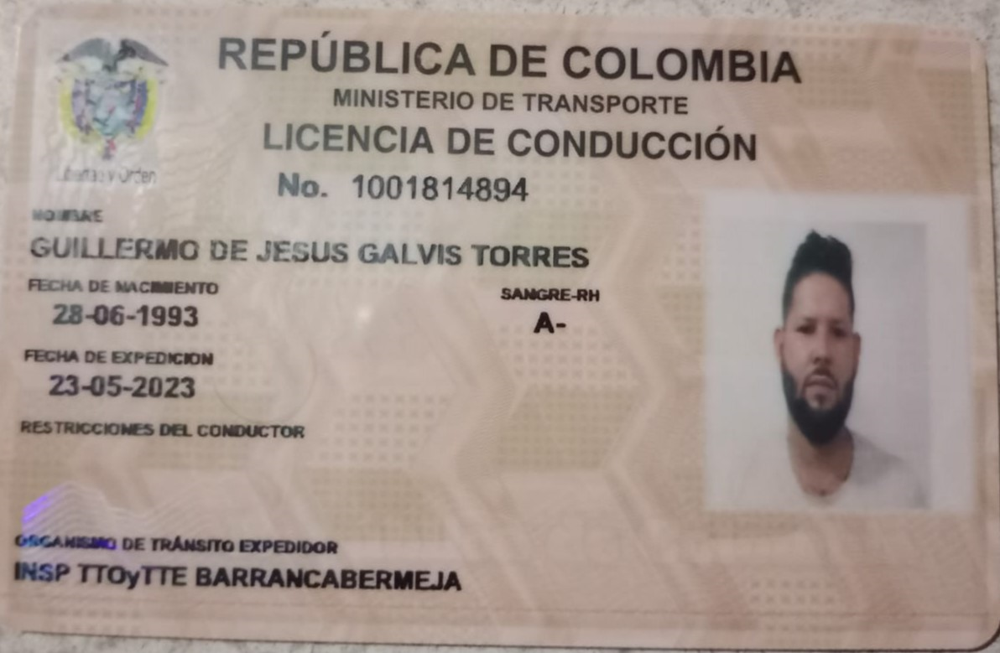 REPÚBLICA DE COLOMBIA
MINISTERIO DE TRANSPORTE
LICENCIA DE CONDUCCIÓN
Libertad y Orden
No. 1001814894
NOMBRE
GUILLERMO DE JESUS GALVIS TORRES
FECHA DE NACIMIENTO
28-06-1993
SANGRE-RH
A-
FECHA DE EXPEDICION
23-05-2023
RESTRICCIONES DEL CONDUCTOR
ORGANISMO DE TRÁNSITO EXPEDIDOR
INSP TTOyTTE BARRANCABERMEJA